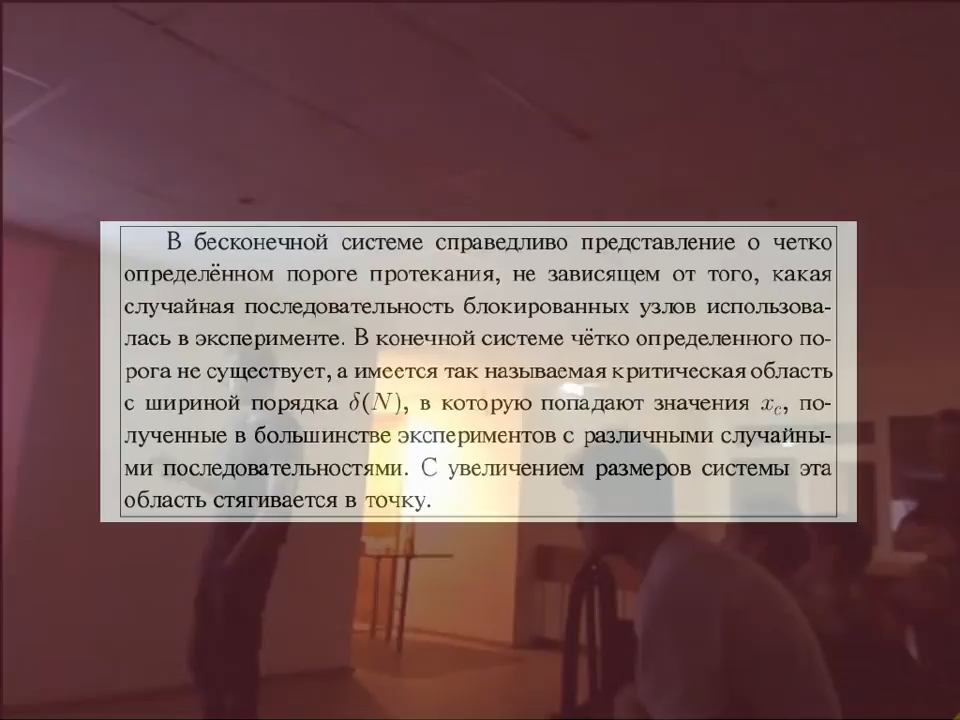 В бесконечной системе справедливо представление о четко
определённом пороге протекания, не зависящем от того, какая
случайная последовательность блокированных узлов использова-
лась в эксперименте. В конечной системе чётко определенного по-
рога не существует, а имеется так называемая критическая область
с шириной порядка δ(N), в которую попадают значения x_c, по-
лученные в большинстве экспериментов с различными случайны-
ми последовательностями. С увеличением размеров системы эта
область стягивается в точку.